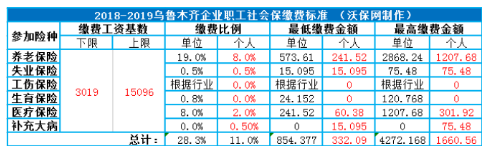 2018-2019乌鲁木齐企业职工社会保缴费标准 （沃保网制作）
参加险种 缴费工资基数 缴费比例 最低缴费金额 最高缴费金额
下限 上限 单位 个人 单位 个人 单位 个人
养老保险 3019 15096 19.0% 8.0% 573.61 241.52 2868.24 1207.68
失业保险 0.5% 0.5% 15.095 15.095 75.48 75.48
工伤保险 根据行业 0.0% 根据行业 0 根据行业 0
生育保险 0.8% 0.0% 24.152 0 120.768 0
医疗保险 8.0% 2.0% 241.52 60.38 1207.68 301.92
补充大病 0.0% 0.50% 0 15.095 0 75.48
总计： 28.3% 11.0% 854.377 332.09 4272.168 1660.56